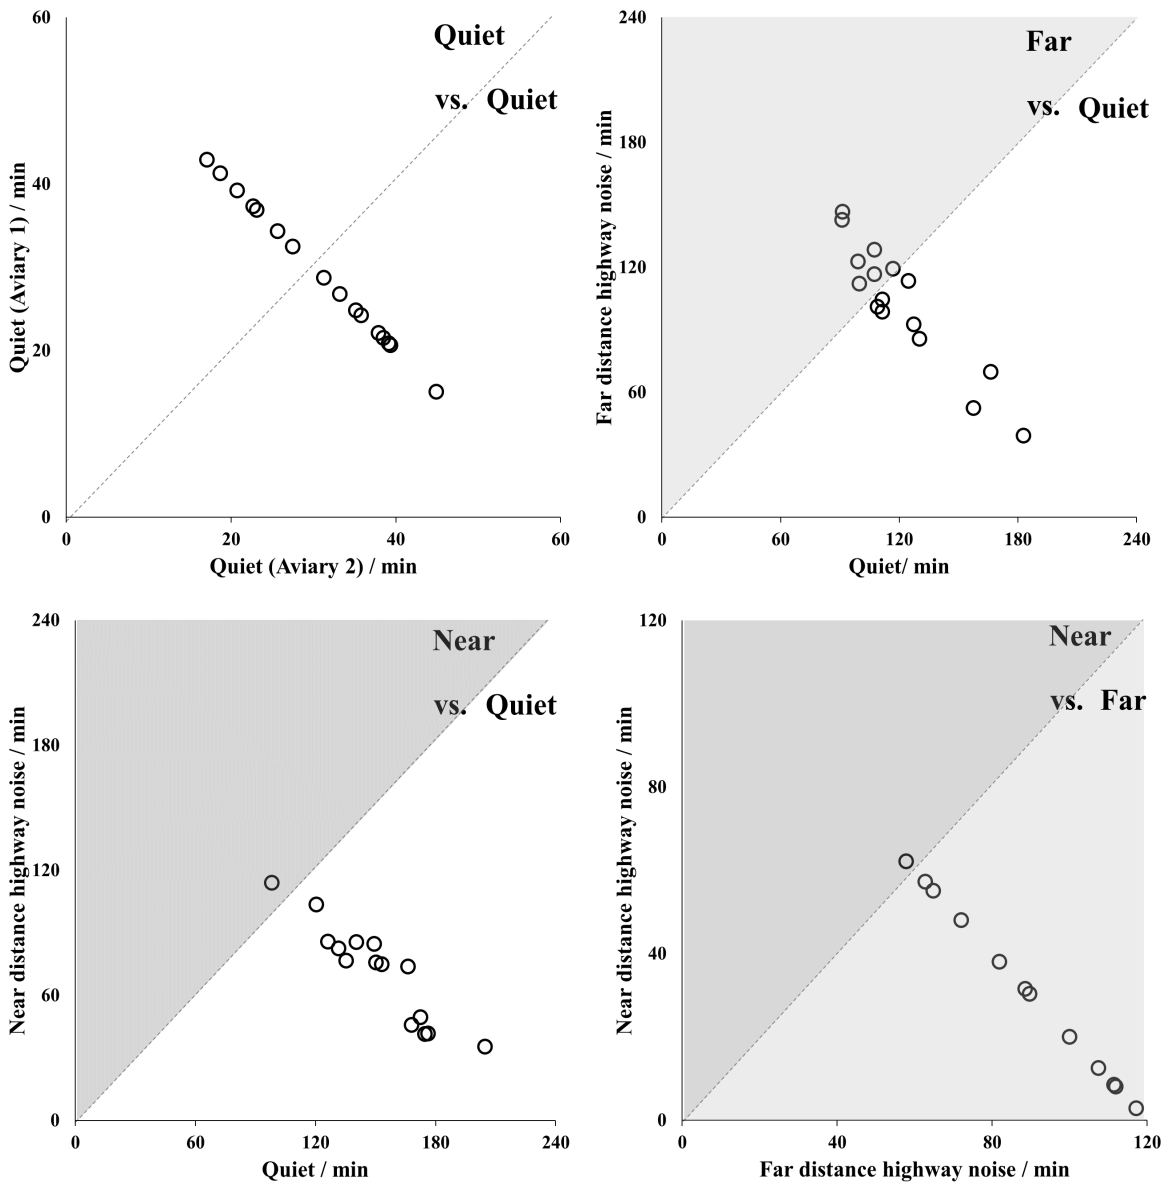 60
40
20
0
0
20
40
60
Quiet (Aviary 1) / min
Quiet (Aviary 2) / min
Quiet
vs. Quiet
240
180
120
60
0
0
60
120
180
240
Far distance highway noise / min
Quiet/ min
Far
vs. Quiet
240
180
120
60
0
0
60
120
180
240
Near distance highway noise / min
Quiet / min
Near
vs. Quiet
120
80
40
0
0
40
80
120
Near distance highway noise / min
Far distance highway noise / min
Near
vs. Far